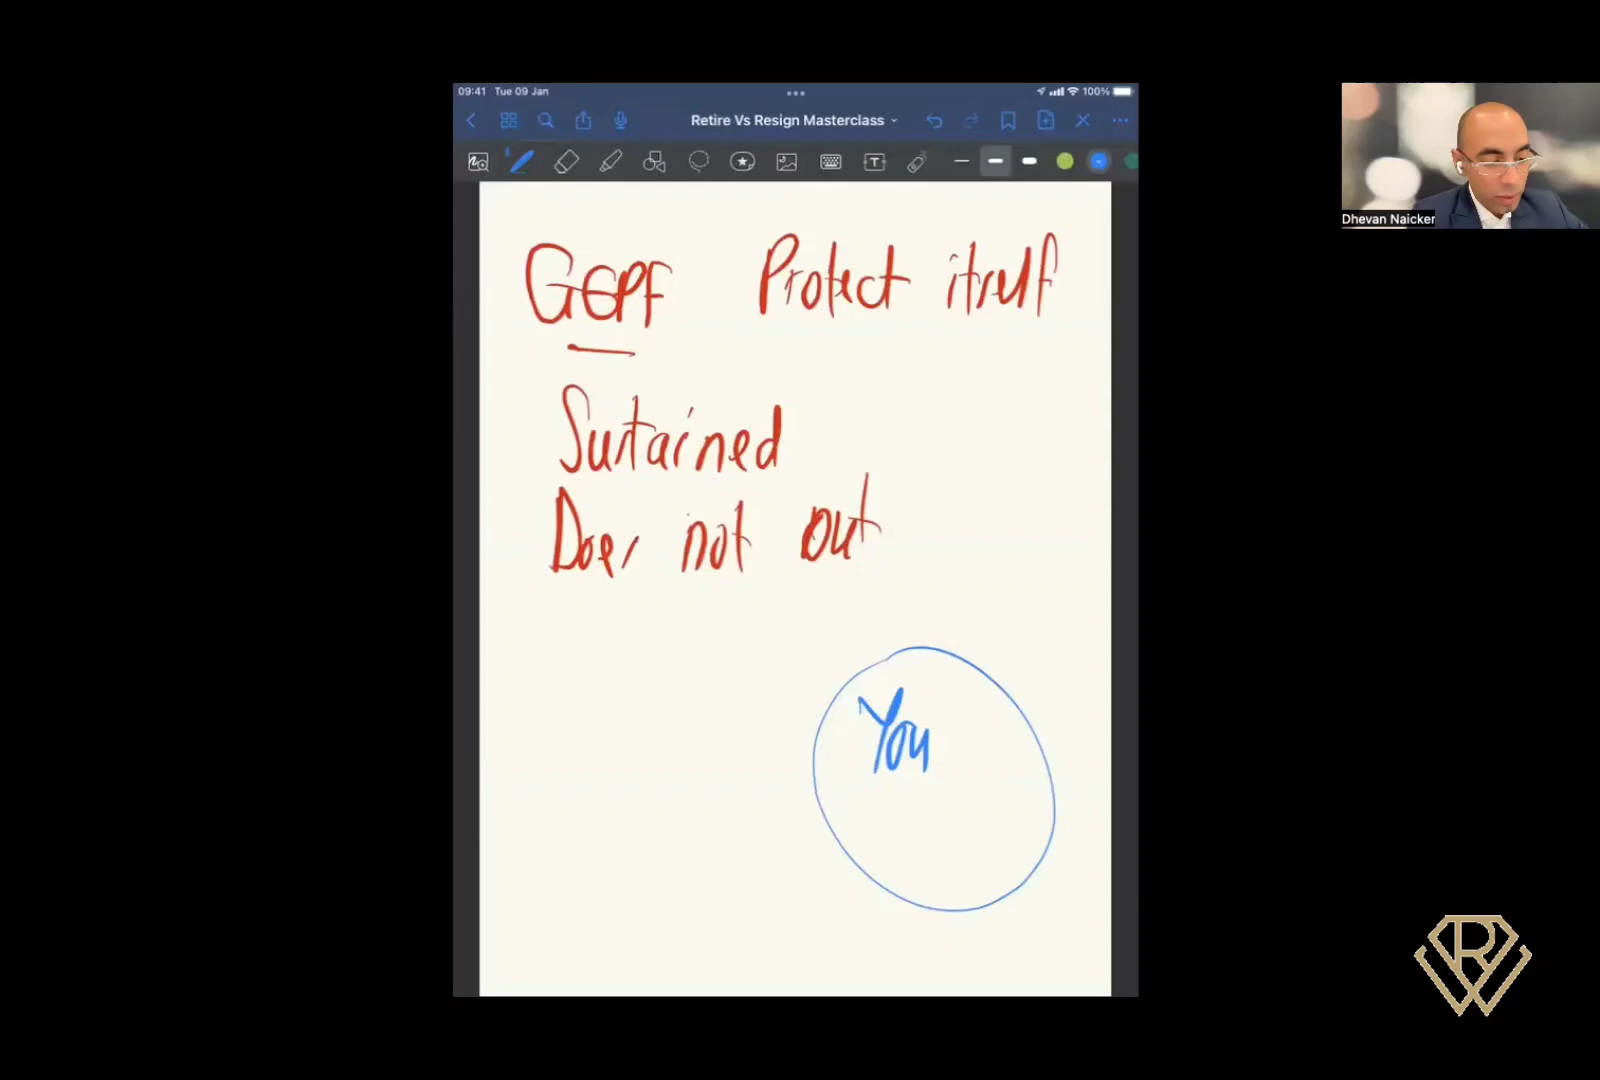 09:41 Tue 09 Jan
100%
Retire Vs Resign Masterclass
T
GEPF Protect itself
Sustained
Does not out
You
Dhevan Naicker
RW